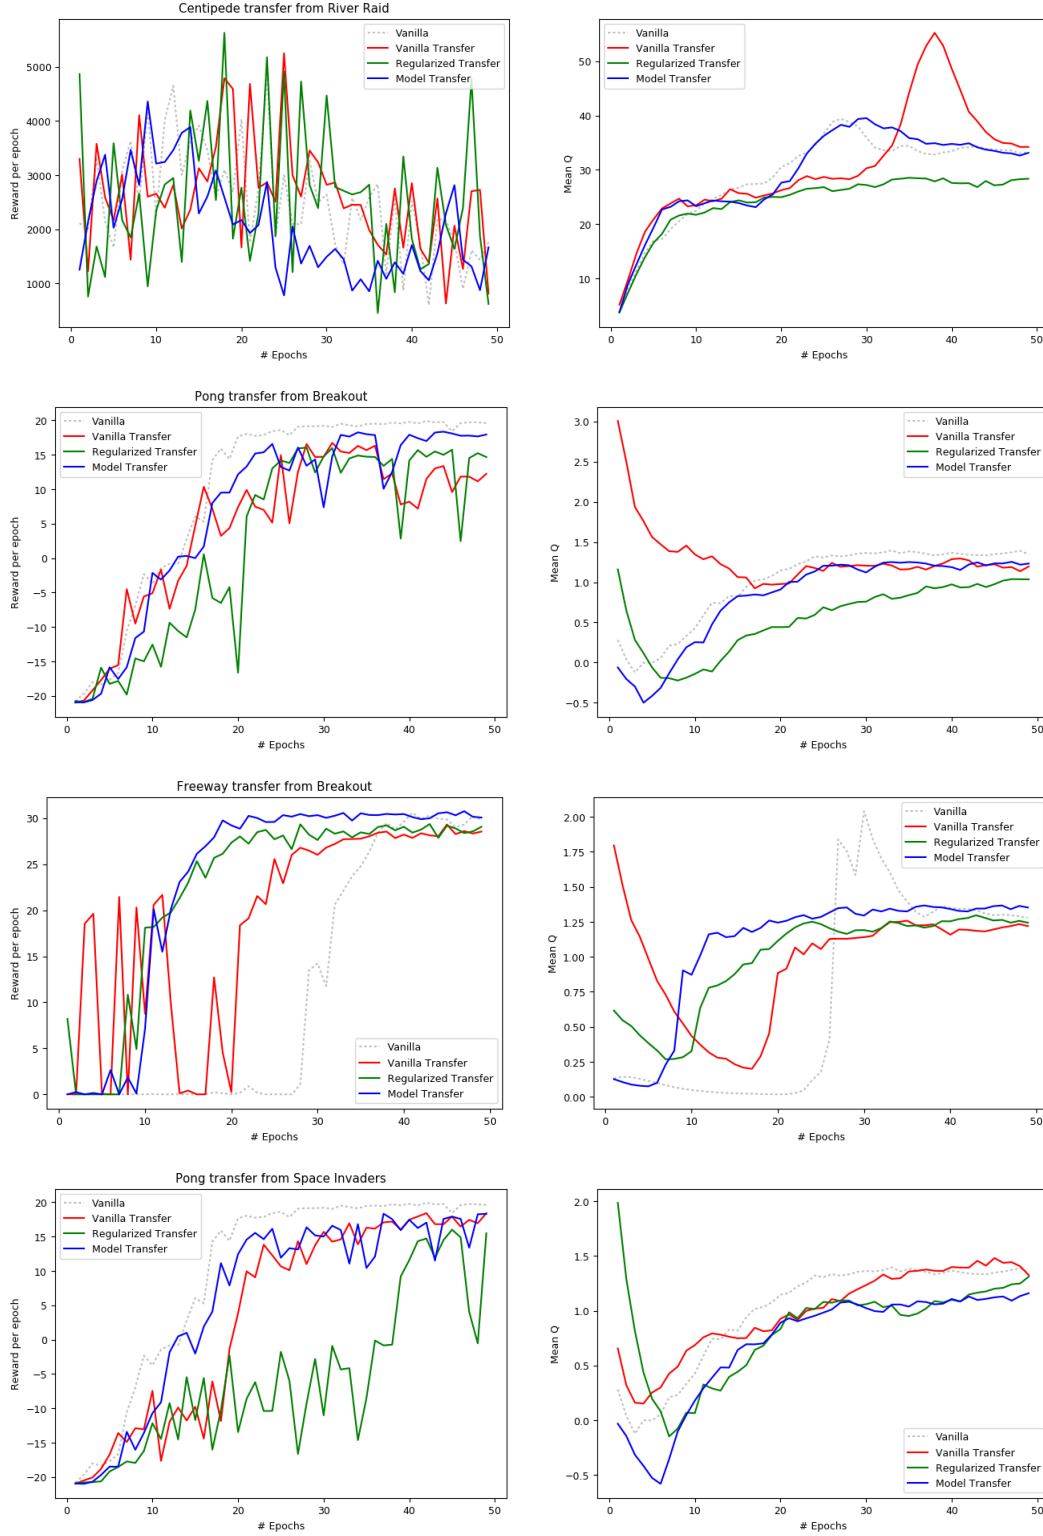 Centipede transfer from River Raid
Vanilla
Vanilla Transfer
Regularized Transfer
Model Transfer
Reward per epoch
5000
4000
3000
2000
1000
0
10
20
30
40
50
# Epochs
Vanilla
Vanilla Transfer
Regularized Transfer
Model Transfer
Mean Q
50
40
30
20
10
0
10
20
30
40
50
# Epochs
Pong transfer from Breakout
Vanilla
Vanilla Transfer
Regularized Transfer
Model Transfer
Reward per epoch
20
15
10
5
0
−5
−10
−15
−20
0
10
20
30
40
50
# Epochs
Vanilla
Vanilla Transfer
Regularized Transfer
Model Transfer
Mean Q
3.0
2.5
2.0
1.5
1.0
0.5
0.0
−0.5
0
10
20
30
40
50
# Epochs
Freeway transfer from Breakout
Reward per epoch
30
25
20
15
10
5
0
Vanilla
Vanilla Transfer
Regularized Transfer
Model Transfer
0
10
20
30
40
50
# Epochs
Vanilla
Vanilla Transfer
Regularized Transfer
Model Transfer
Mean Q
2.00
1.75
1.50
1.25
1.00
0.75
0.50
0.25
0.00
0
10
20
30
40
50
# Epochs
Pong transfer from Space Invaders
Vanilla
Vanilla Transfer
Regularized Transfer
Model Transfer
Reward per epoch
20
15
10
5
0
−5
−10
−15
−20
0
10
20
30
40
50
# Epochs
Mean Q
2.0
1.5
1.0
0.5
0.0
−0.5
Vanilla
Vanilla Transfer
Regularized Transfer
Model Transfer
0
10
20
30
40
50
# Epochs